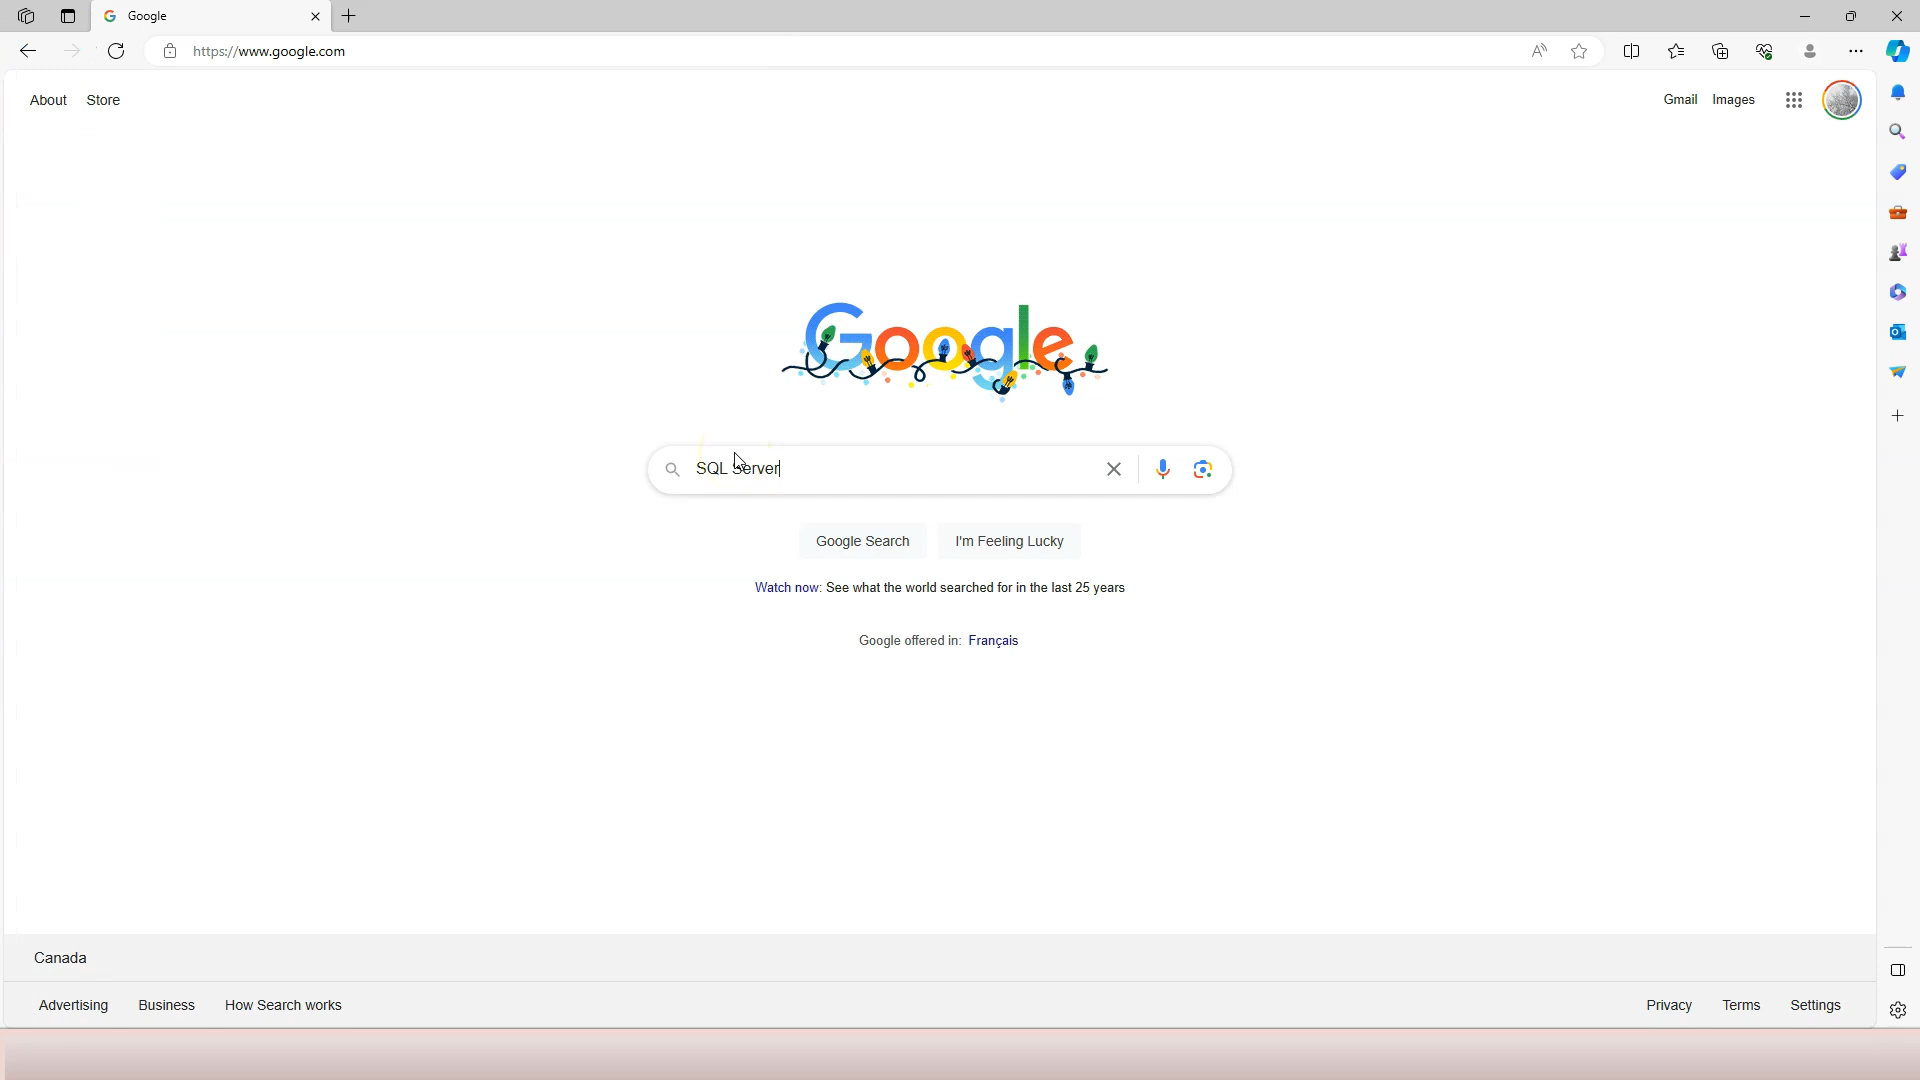 Google
https://www.google.com
About Store
Gmail Images
Google
SQL Server
Google Search I'm Feeling Lucky
Watch now: See what the world searched for in the last 25 years
Google offered in: Français
Canada
Advertising Business How Search works
Privacy Terms Settings